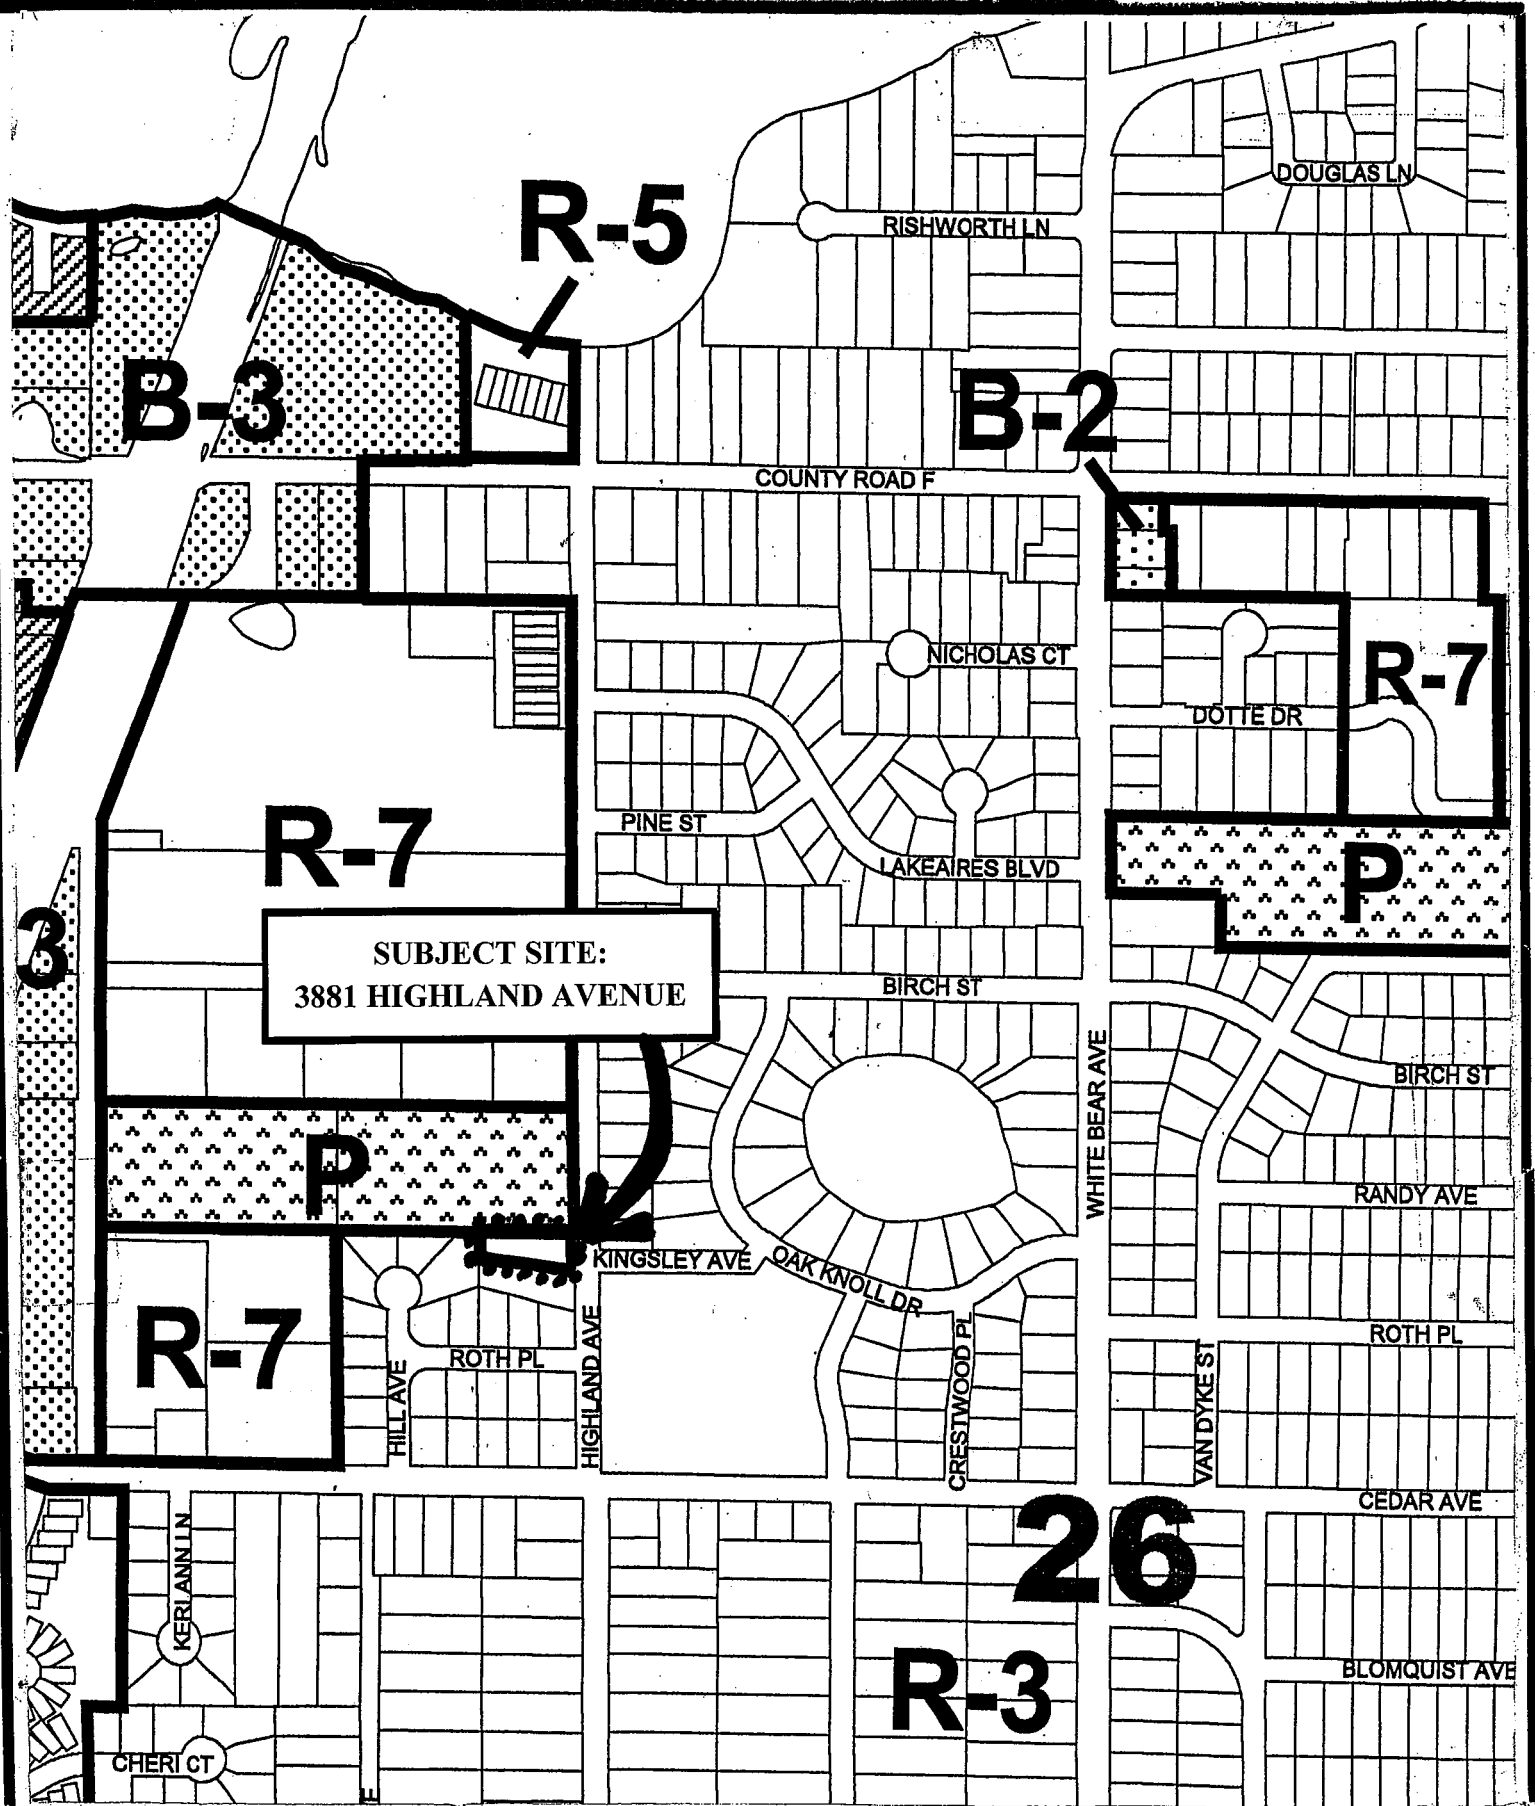 DOUGLAS LN
RISHWORTH LN
R-5
B-3
B-2
COUNTY ROAD F
NICHOLAS CT
R-7
DOTTE DR
PINE ST
R-7
LAKEAIRES BLVD
P
3
SUBJECT SITE:
3881 HIGHLAND AVENUE
BIRCH ST
WHITE BEAR AVE
BIRCH ST
P
RANDY AVE
KINGSLEY AVE
OAK KNOLL DR
R-7
ROTH PL
ROTH PL
HILL AVE
HIGHLAND AVE
CRESTWOOD PL
VAN DYKE ST
CEDAR AVE
26
KERLANN LN
R-3
BLOMQUIST AVE
CHERI CT
E